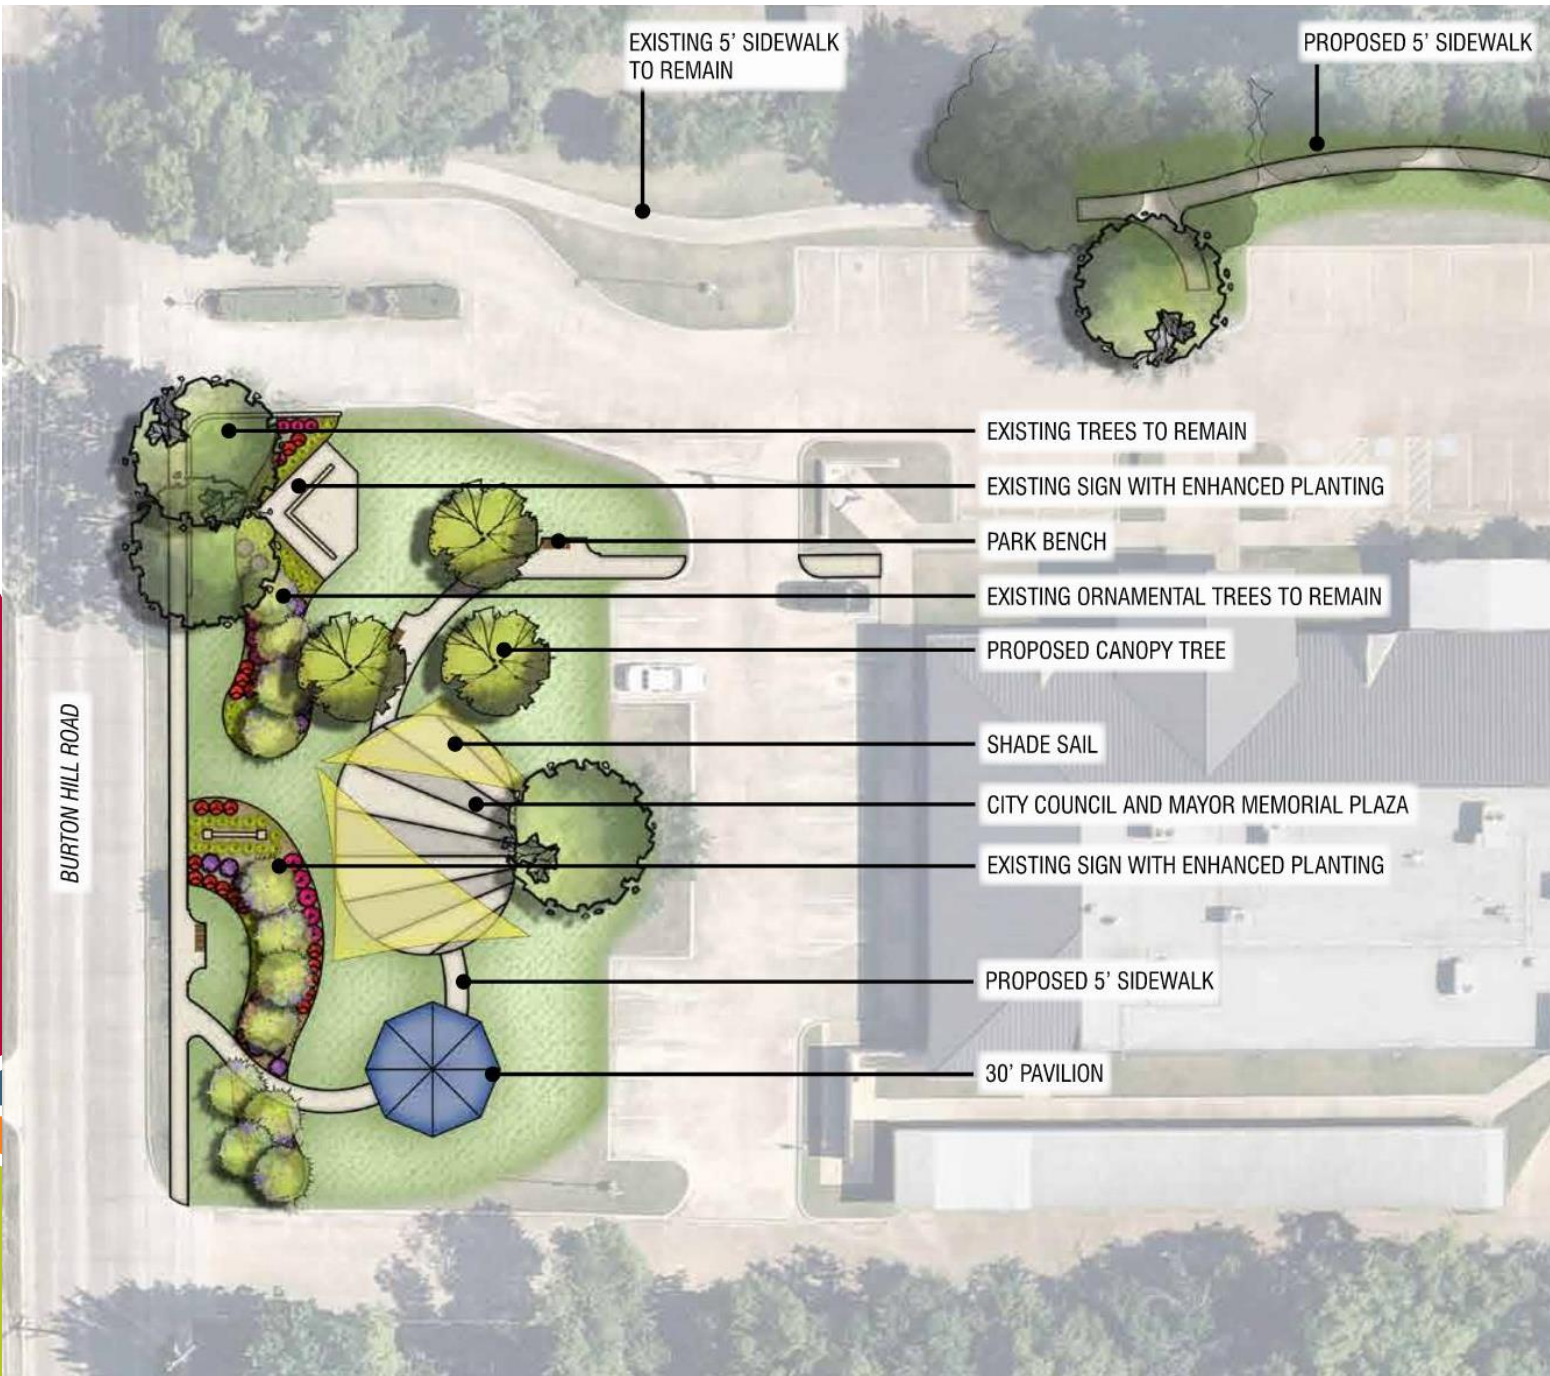 EXISTING 5’ SIDEWALK
TO REMAIN
PROPOSED 5’ SIDEWALK
EXISTING TREES TO REMAIN
EXISTING SIGN WITH ENHANCED PLANTING
PARK BENCH
EXISTING ORNAMENTAL TREES TO REMAIN
PROPOSED CANOPY TREE
SHADE SAIL
CITY COUNCIL AND MAYOR MEMORIAL PLAZA
EXISTING SIGN WITH ENHANCED PLANTING
PROPOSED 5’ SIDEWALK
30’ PAVILION
BURTON HILL ROAD